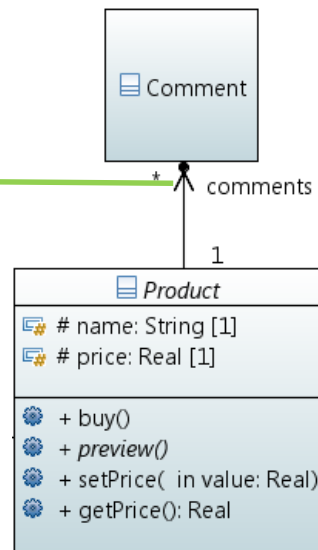 Comment
*
comments
1
Product
# name: String [1]
# price: Real [1]
+ buy()
+ preview()
+ setPrice( in value: Real)
+ getPrice(): Real